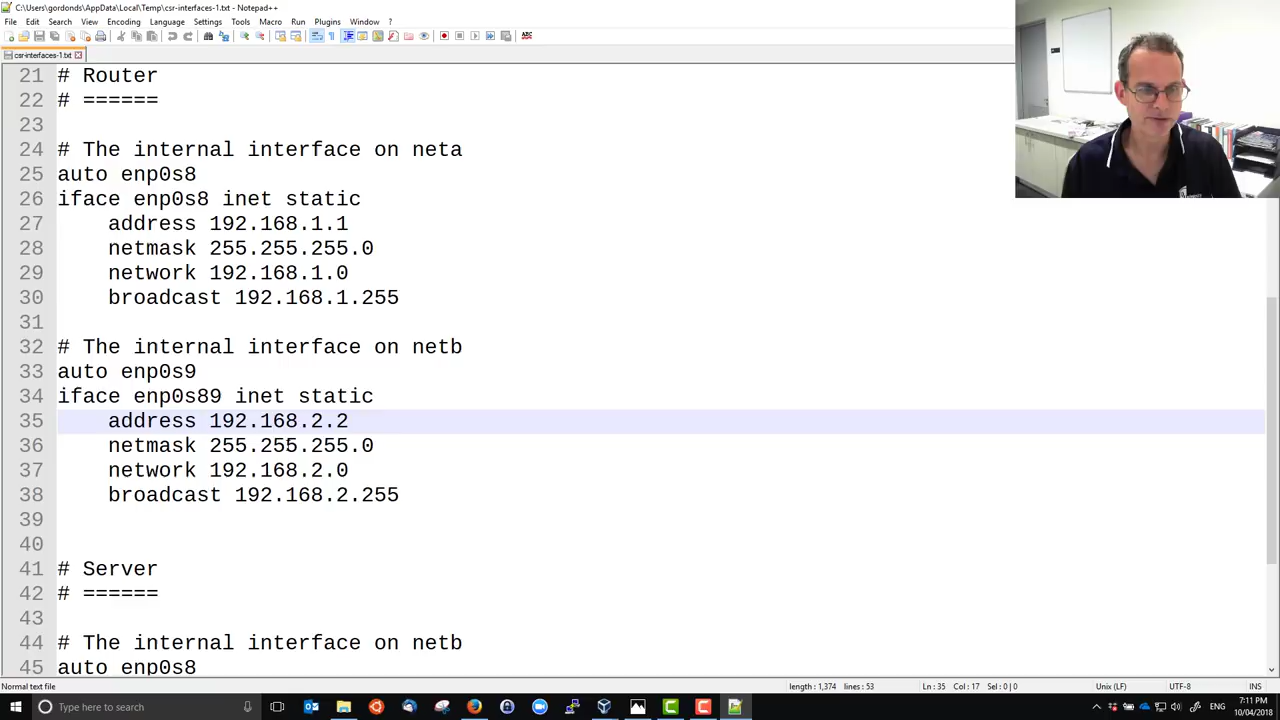 C:\Users\gordonds\AppData\Local\Temp\csr-interfaces-1.txt - Notepad++
File Edit Search View Encoding Language Settings Tools Macro Run Plugins Window ?
csr-interfaces-1.txt
21 # Router
22 # ======
23
24 # The internal interface on neta
25 auto enp0s8
26 iface enp0s8 inet static
27 address 192.168.1.1
28 netmask 255.255.255.0
29 network 192.168.1.0
30 broadcast 192.168.1.255
31
32 # The internal interface on netb
33 auto enp0s9
34 iface enp0s89 inet static
35 address 192.168.2.2
36 netmask 255.255.255.0
37 network 192.168.2.0
38 broadcast 192.168.2.255
39
40
41 # Server
42 # ======
43
44 # The internal interface on netb
45 auto enp0s8
Normal text file length : 1,374 lines : 53 Ln : 35 Col : 17 Sel : 0 | 0 Unix (LF) UTF-8 INS
Type here to search
7:11 PM
10/04/2018